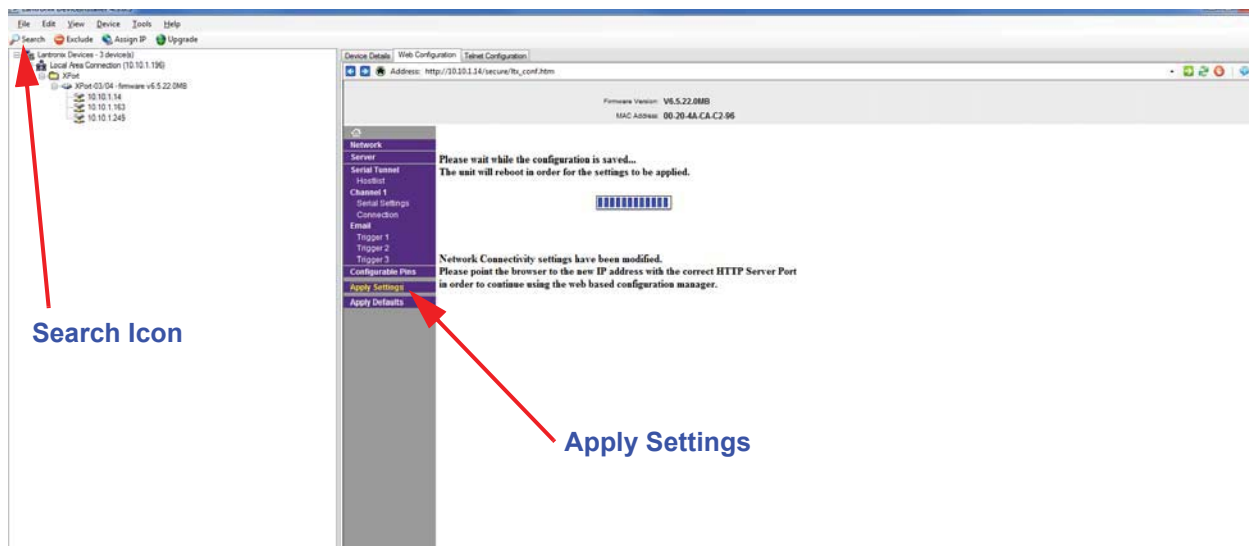 File Edit View Device Tools Help
Search Exclude Assign IP Upgrade
Lantronix Devices - 3 device(s)
Local Area Connection (10.10.1.196)
XPort
XPort-03/04 - firmware v6.5.22.0MB
10.10.1.14
10.10.1.163
10.10.1.245
Device Details Web Configuration Telnet Configuration
Address: http://10.10.1.14/secure/ltx_conf.htm
Firmware Version: V6.5.22.0MB
MAC Address: 00-20-4A-CA-C2-96
Network
Server
Serial Tunnel
Hostlist
Channel 1
Serial Settings
Connection
Email
Trigger 1
Trigger 2
Trigger 3
Configurable Pins
Apply Settings
Apply Defaults
Please wait while the configuration is saved...
The unit will reboot in order for the settings to be applied.
Network Connectivity settings have been modified.
Please point the browser to the new IP address with the correct HTTP Server Port
in order to continue using the web based configuration manager.
Search Icon
Apply Settings